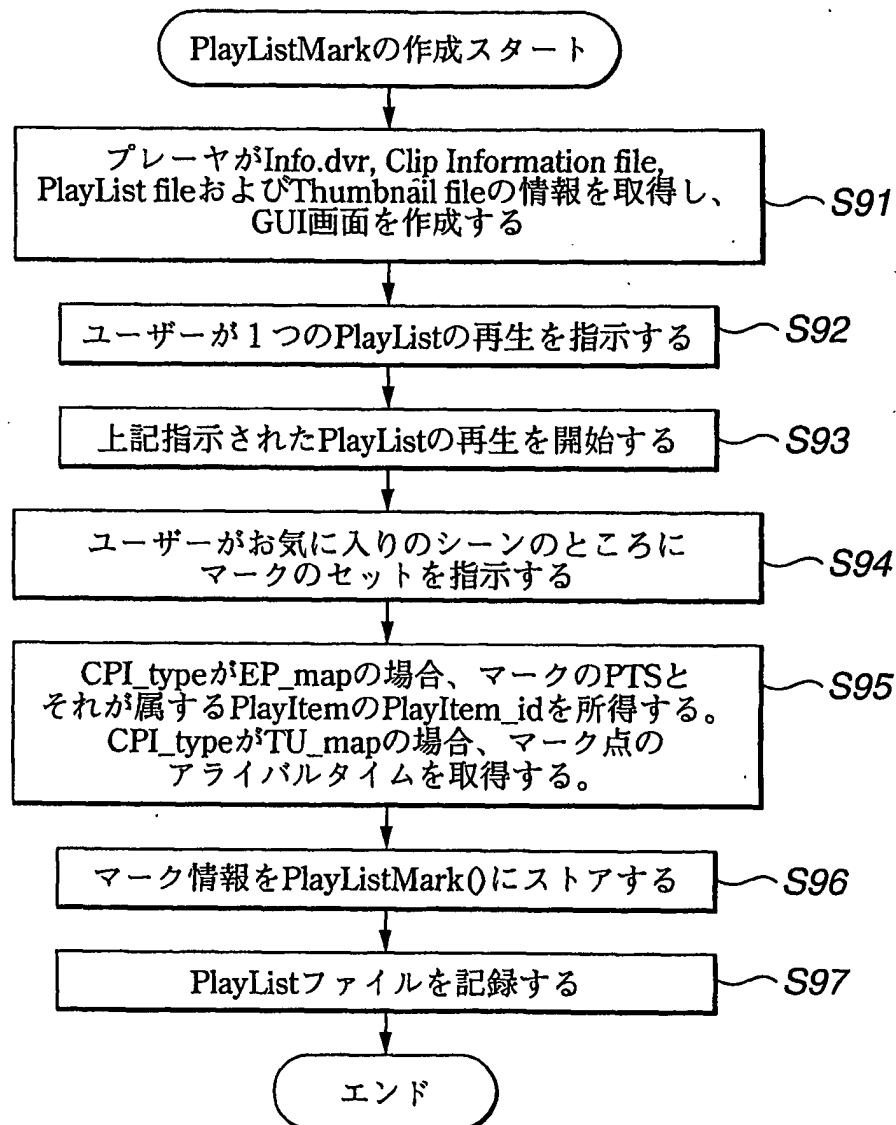 PlayListMarkの作成スタート
プレーヤがInfo.dvr, Clip Information file,
PlayList fileおよびThumbnail fileの情報を取得し、
GUI画面を作成する
S91
ユーザーが１つのPlayListの再生を指示する
S92
上記指示されたPlayListの再生を開始する
S93
ユーザーがお気に入りのシーンのところに
マークのセットを指示する
S94
CPI_typeがEP_mapの場合、マークのPTSと
それが属するPlayItemのPlayItem_idを所得する。
CPI_typeがTU_mapの場合、マーク点の
アライバルタイムを取得する。
S95
マーク情報をPlayListMark()にストアする
S96
PlayListファイルを記録する
S97
エンド